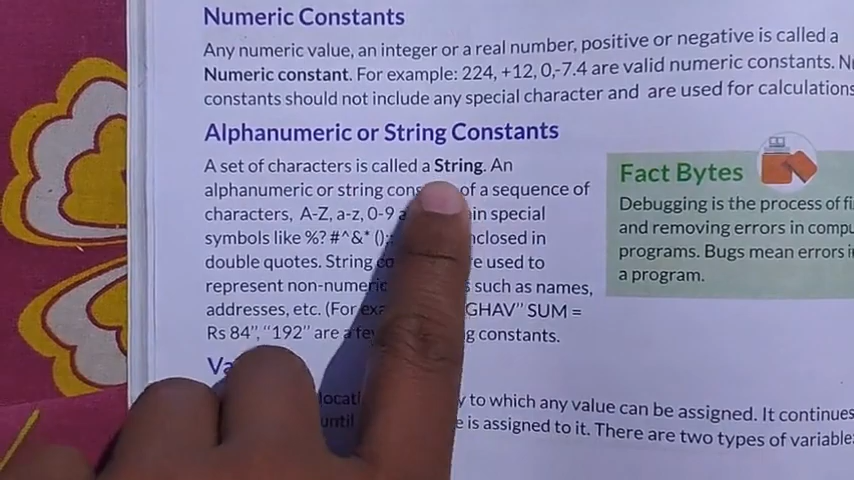 Numeric Constants
Any numeric value, an integer or a real number, positive or negative is called a
Numeric constant. For example: 224, +12, 0,-7.4 are valid numeric constants.
constants should not include any special character and are used for calculations
Alphanumeric or String Constants
A set of characters is called a String. An
alphanumeric or string of a sequence of
characters, A-Z, a-z, 0-9 special
symbols like %? #^&* () in
double quotes. String used to
represent non-numeric such as names,
addresses, etc. (For SUM =
Rs 84", "192" are a constants.
Fact Bytes
Debugging is the process of
and removing errors in
programs. Bugs mean errors
a program.
to which any value can be assigned. It continues
until is assigned to it. There are two types of